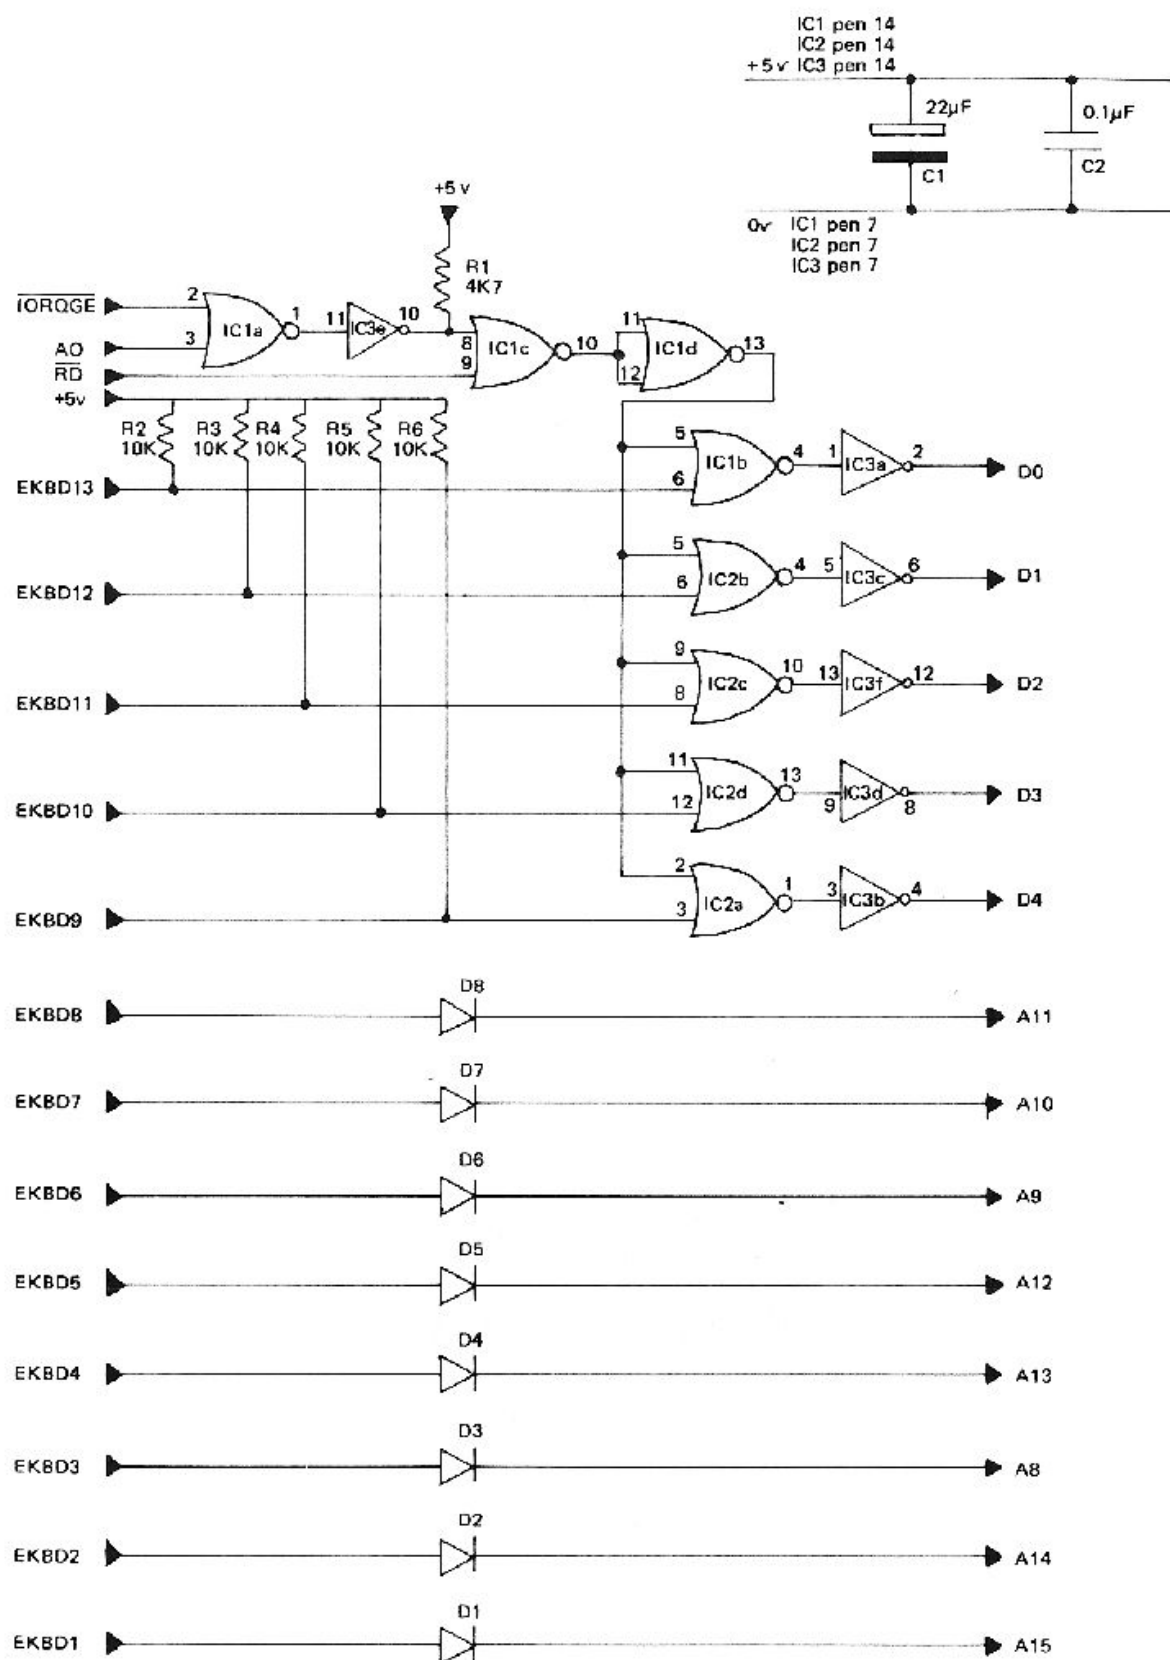 IC1 pen 14
IC2 pen 14
+5v IC3 pen 14
22µF
0.1µF
C1
C2
0v IC1 pen 7
IC2 pen 7
IC3 pen 7
+5v
R1
4K7
IORQGE
2
3
IC1a
1
11
IC3e
10
8
9
IC1c
10
11
12
IC1d
13
AO
RD
+5v
R2
10K
R3
10K
R4
10K
R5
10K
R6
10K
EKBD13
5
6
IC1b
4
1
IC3a
2
D0
EKBD12
5
6
IC2b
4
5
IC3c
6
D1
EKBD11
9
8
IC2c
10
13
IC3f
12
D2
EKBD10
11
12
IC2d
13
9
IC3d
8
D3
EKBD9
2
3
IC2a
1
3
IC3b
4
D4
EKBD8
D8
A11
EKBD7
D7
A10
EKBD6
D6
A9
EKBD5
D5
A12
EKBD4
D4
A13
EKBD3
D3
A8
EKBD2
D2
A14
EKBD1
D1
A15